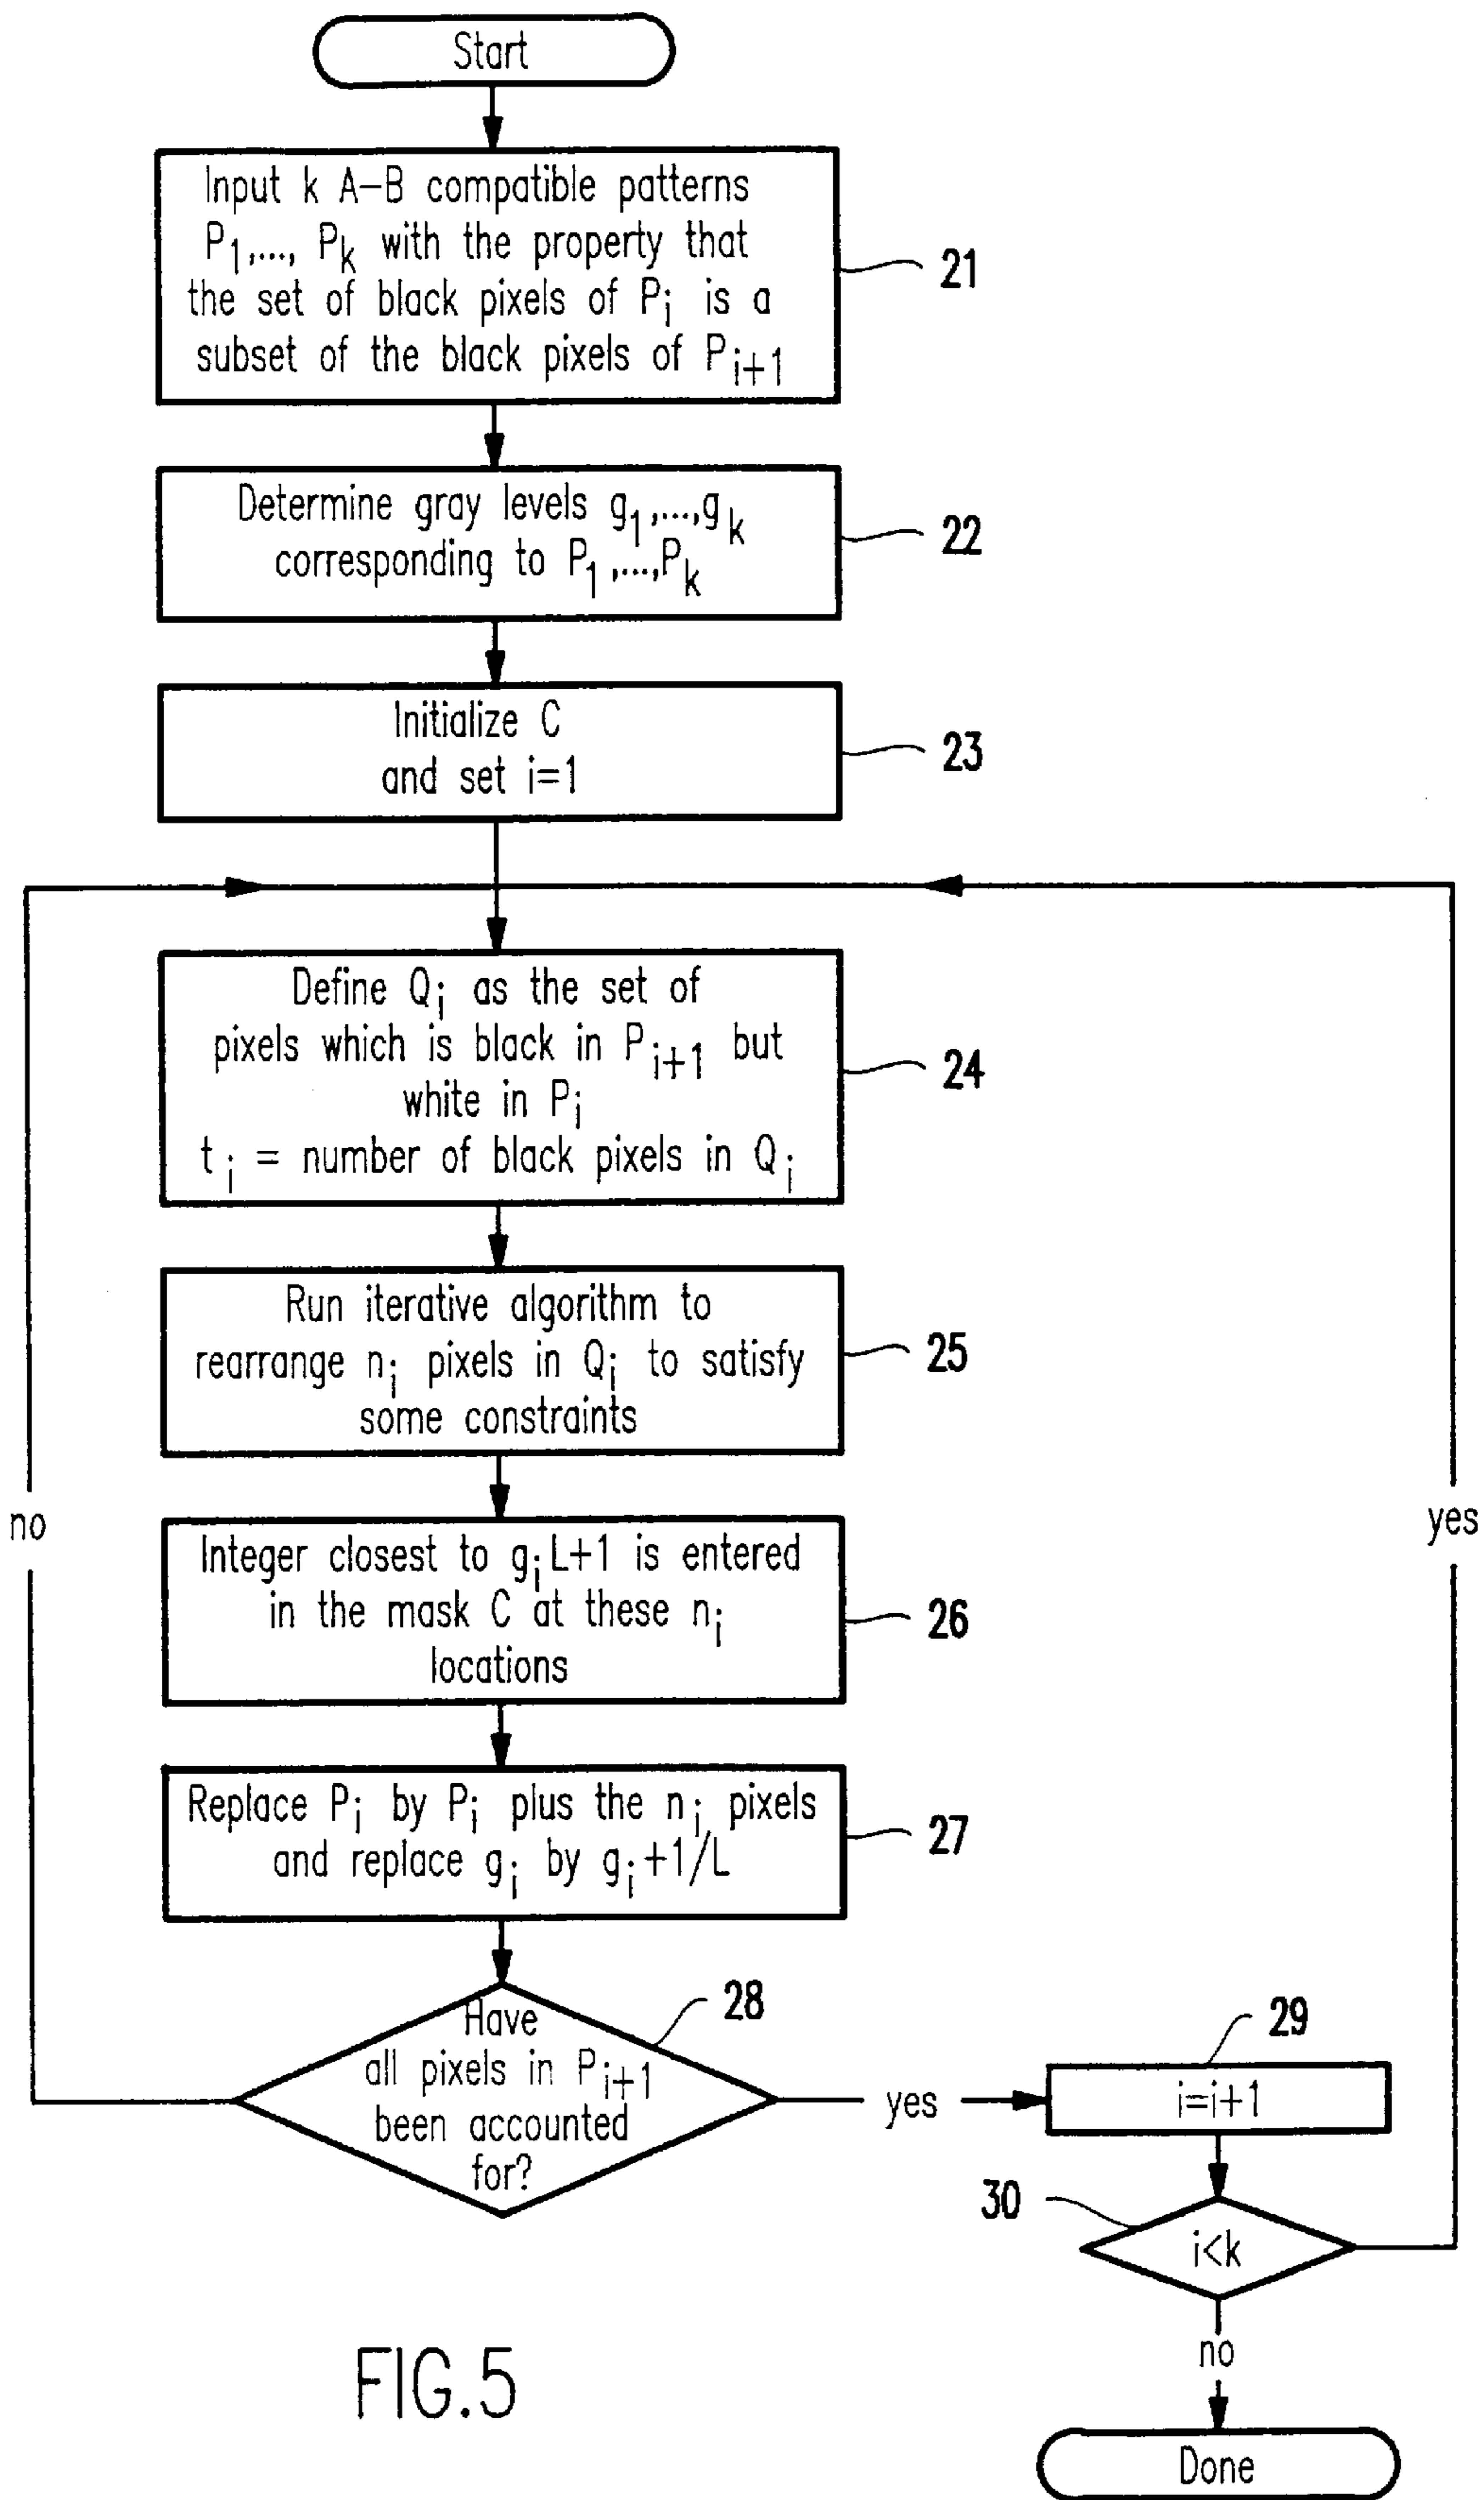 Start
Input k A-B compatible patterns
P₁,..., Pₖ with the property that
the set of black pixels of Pᵢ is a
subset of the black pixels of Pᵢ₊₁
21
Determine gray levels g₁,...,gₖ
corresponding to P₁,...,Pₖ
22
Initialize C
and set i=1
23
Define Qᵢ as the set of
pixels which is black in Pᵢ₊₁ but
white in Pᵢ
tᵢ = number of black pixels in Qᵢ
24
Run iterative algorithm to
rearrange nᵢ pixels in Qᵢ to satisfy
some constraints
25
no
yes
Integer closest to gᵢL+1 is entered
in the mask C at these nᵢ
locations
26
Replace Pᵢ by Pᵢ plus the nᵢ pixels
and replace gᵢ by gᵢ+1/L
27
Have
all pixels in Pᵢ₊₁
been accounted
for?
28
yes
29
i=i+1
30
i<k
no
Done
FIG.5